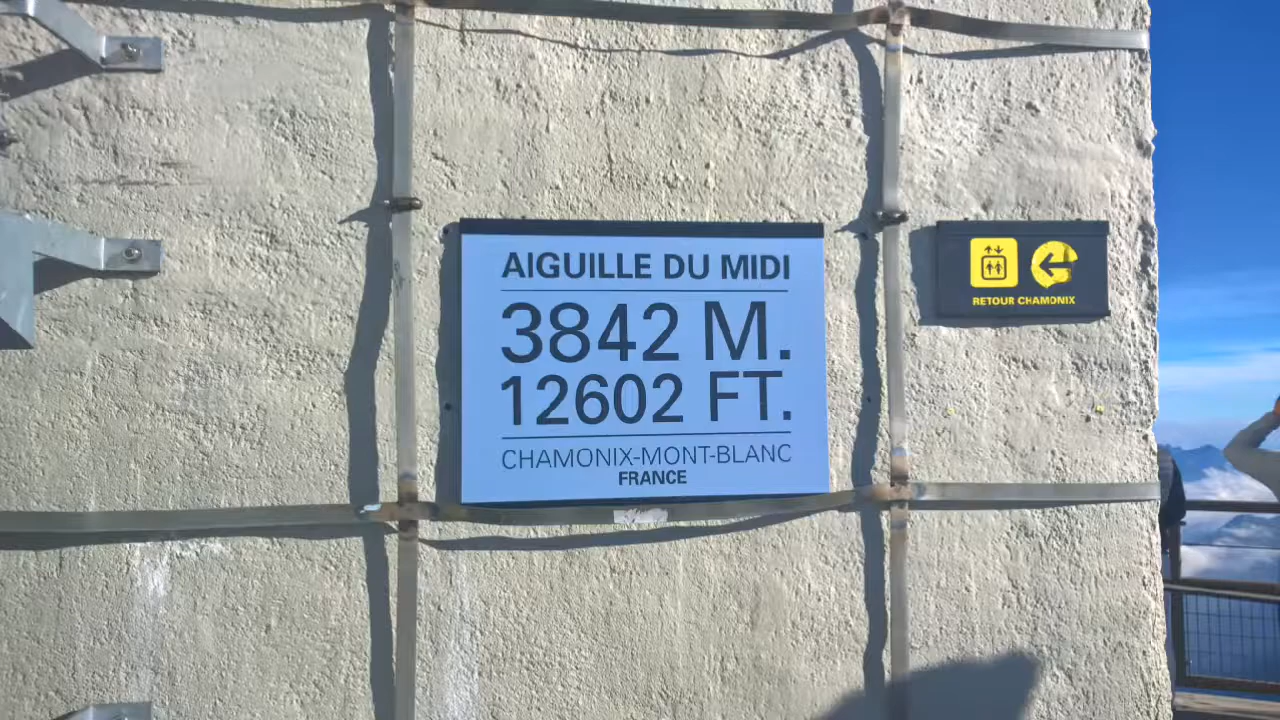 AIGUILLE DU MIDI
3842 M.
12602 FT.
CHAMONIX-MONT-BLANC
FRANCE
RETOUR CHAMONIX